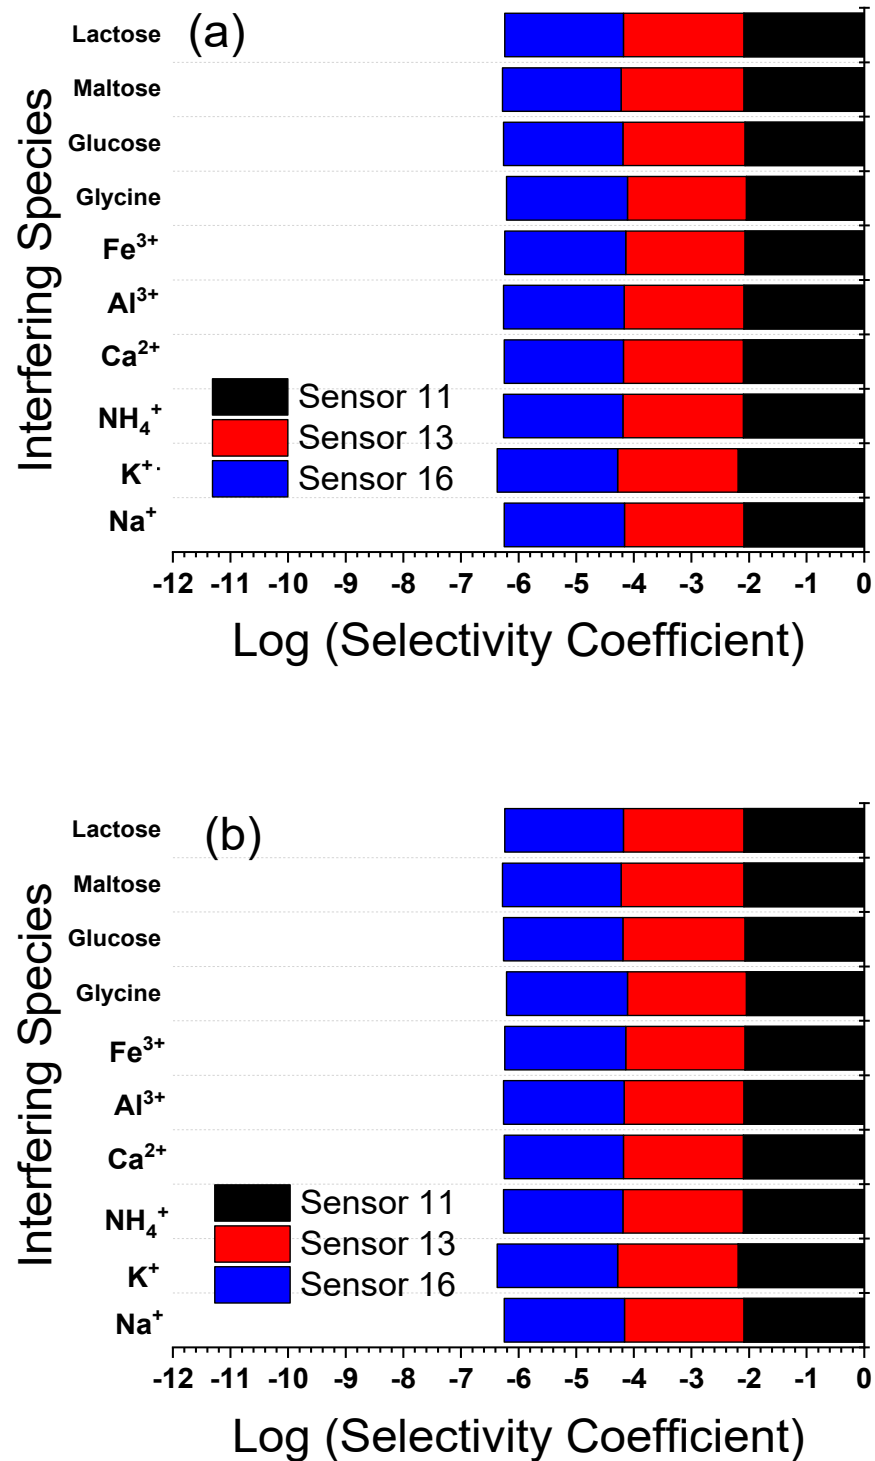 (a)
Lactose
Maltose
Glucose
Glycine
Fe³⁺
Al³⁺
Ca²⁺
NH₄⁺
K⁺·
Na⁺
Interfering Species
Sensor 11
Sensor 13
Sensor 16
-12 -11 -10 -9 -8 -7 -6 -5 -4 -3 -2 -1 0
Log (Selectivity Coefficient)
(b)
Lactose
Maltose
Glucose
Glycine
Fe³⁺
Al³⁺
Ca²⁺
NH₄⁺
K⁺
Na⁺
Interfering Species
Sensor 11
Sensor 13
Sensor 16
-12 -11 -10 -9 -8 -7 -6 -5 -4 -3 -2 -1 0
Log (Selectivity Coefficient)